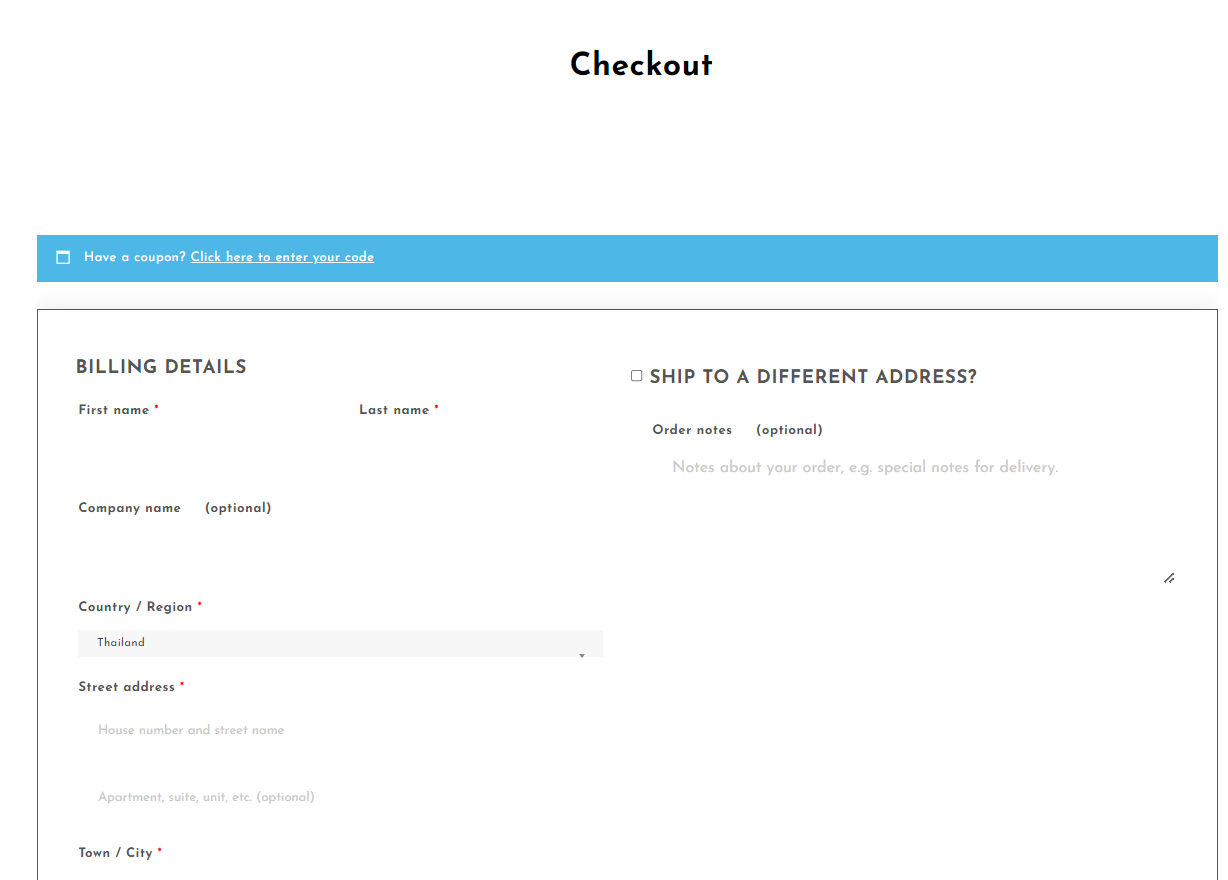 Checkout
Have a coupon? Click here to enter your code
BILLING DETAILS
First name * Last name *
Company name (optional)
Country / Region *
Thailand
Street address *
House number and street name
Apartment, suite, unit, etc. (optional)
Town / City *
SHIP TO A DIFFERENT ADDRESS?
Order notes (optional)
Notes about your order, e.g. special notes for delivery.